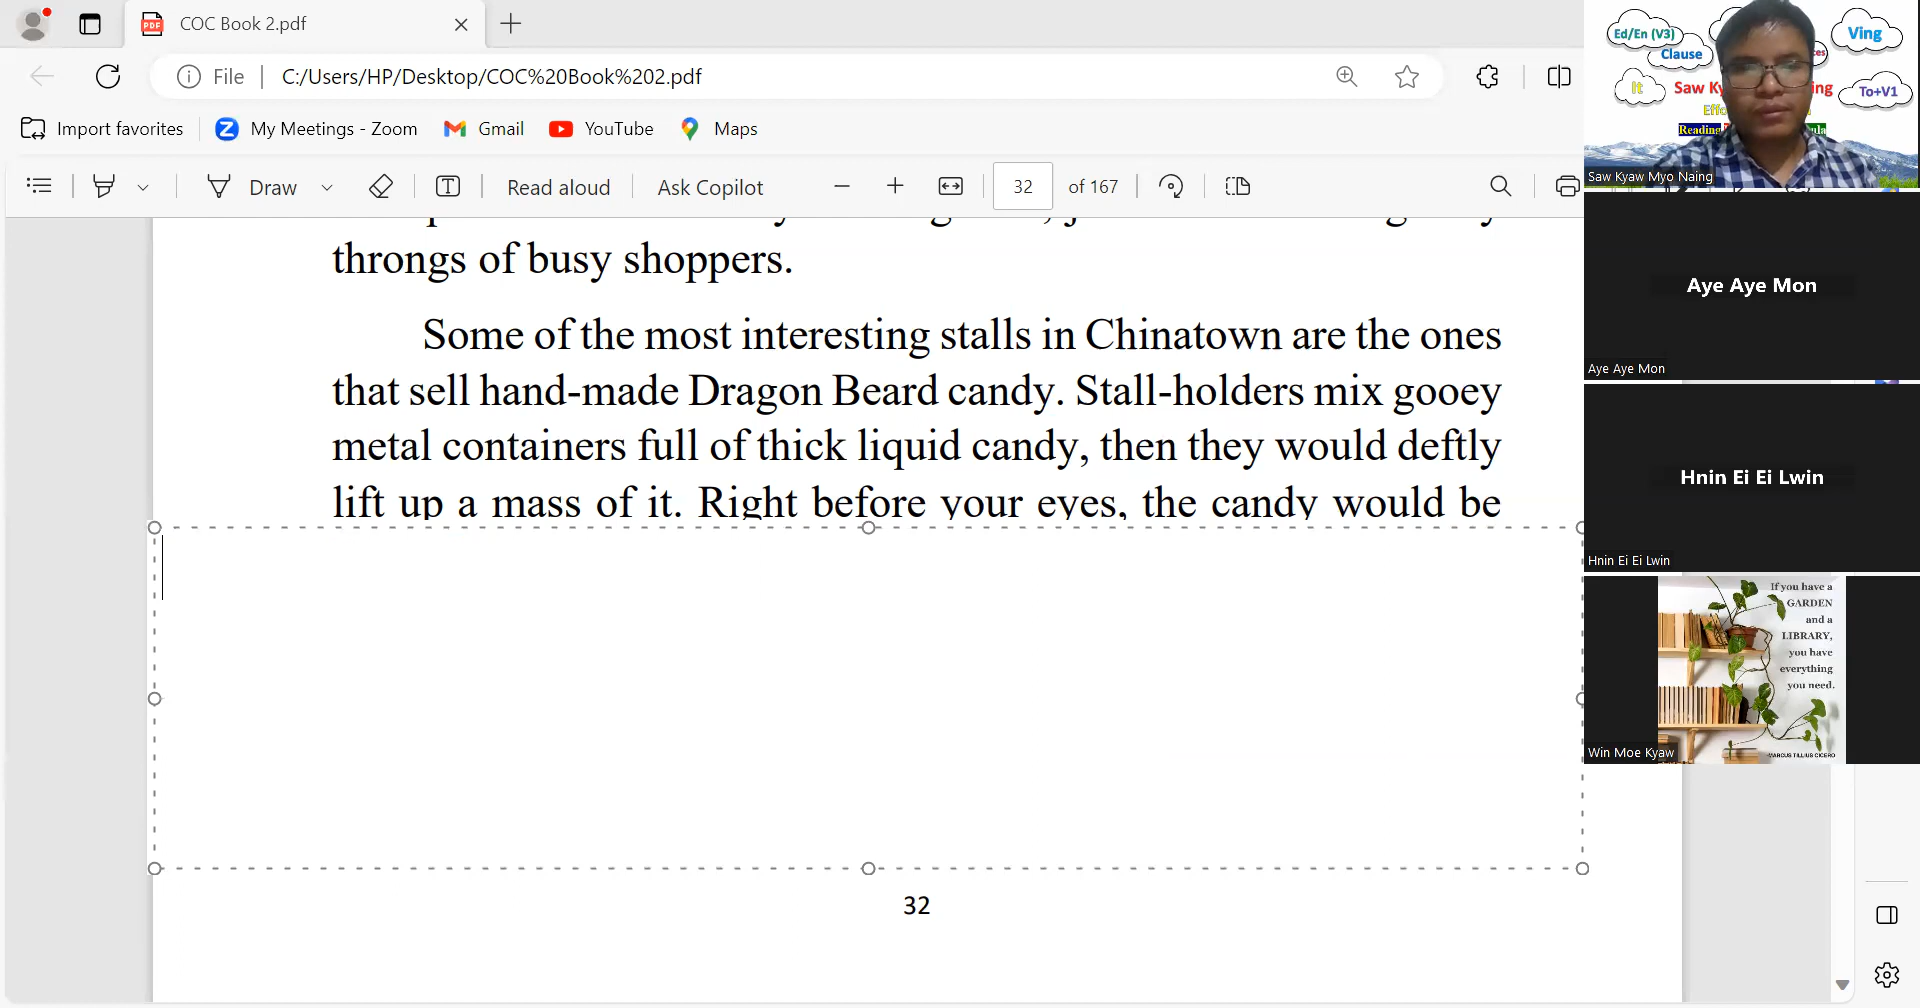 COC Book 2.pdf
File
C:/Users/HP/Desktop/COC%20Book%202.pdf
Import favorites
My Meetings - Zoom
Gmail
YouTube
Maps
Draw
Read aloud
Ask Copilot
32
of 167
throngs of busy shoppers.
Some of the most interesting stalls in Chinatown are the ones
that sell hand-made Dragon Beard candy. Stall-holders mix gooey
metal containers full of thick liquid candy, then they would deftly
lift up a mass of it. Right before your eyes, the candy would be
32
Ed/En (V3)
Clause
Ving
It
To+V1
Reading
Saw Kyaw Myo Naing
Aye Aye Mon
Aye Aye Mon
Hnin Ei Ei Lwin
Hnin Ei Ei Lwin
If you have a
GARDEN
and a
LIBRARY,
you have
everything
you need.
MARCUS TILLIUS CICERO
Win Moe Kyaw